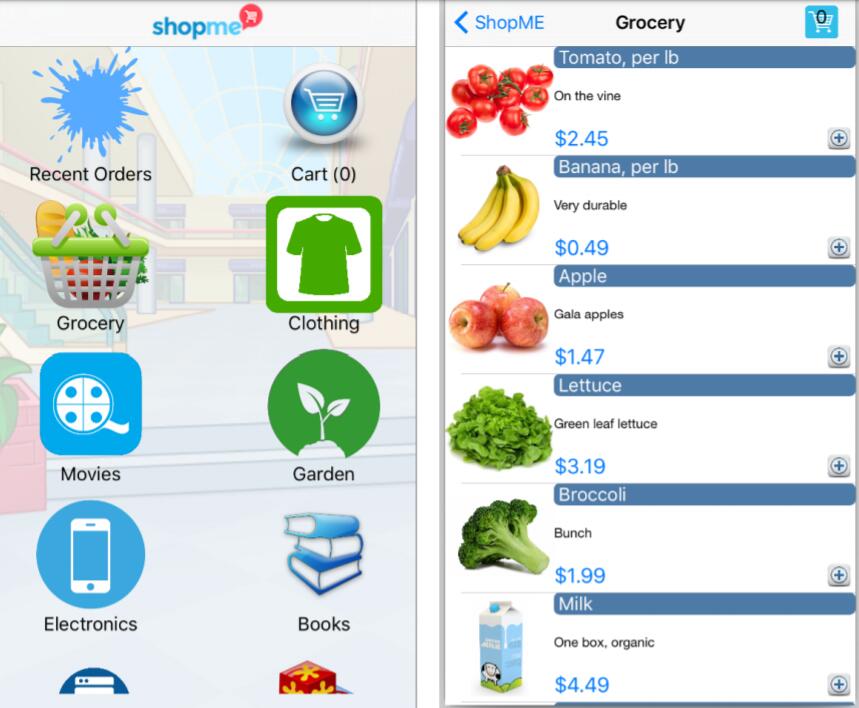 shopme
Recent Orders
Cart (0)
Grocery
Clothing
Movies
Garden
Electronics
Books
ShopME
Grocery
0
Tomato, per lb
On the vine
$2.45
Banana, per lb
Very durable
$0.49
Apple
Gala apples
$1.47
Lettuce
Green leaf lettuce
$3.19
Broccoli
Bunch
$1.99
Milk
One box, organic
$4.49